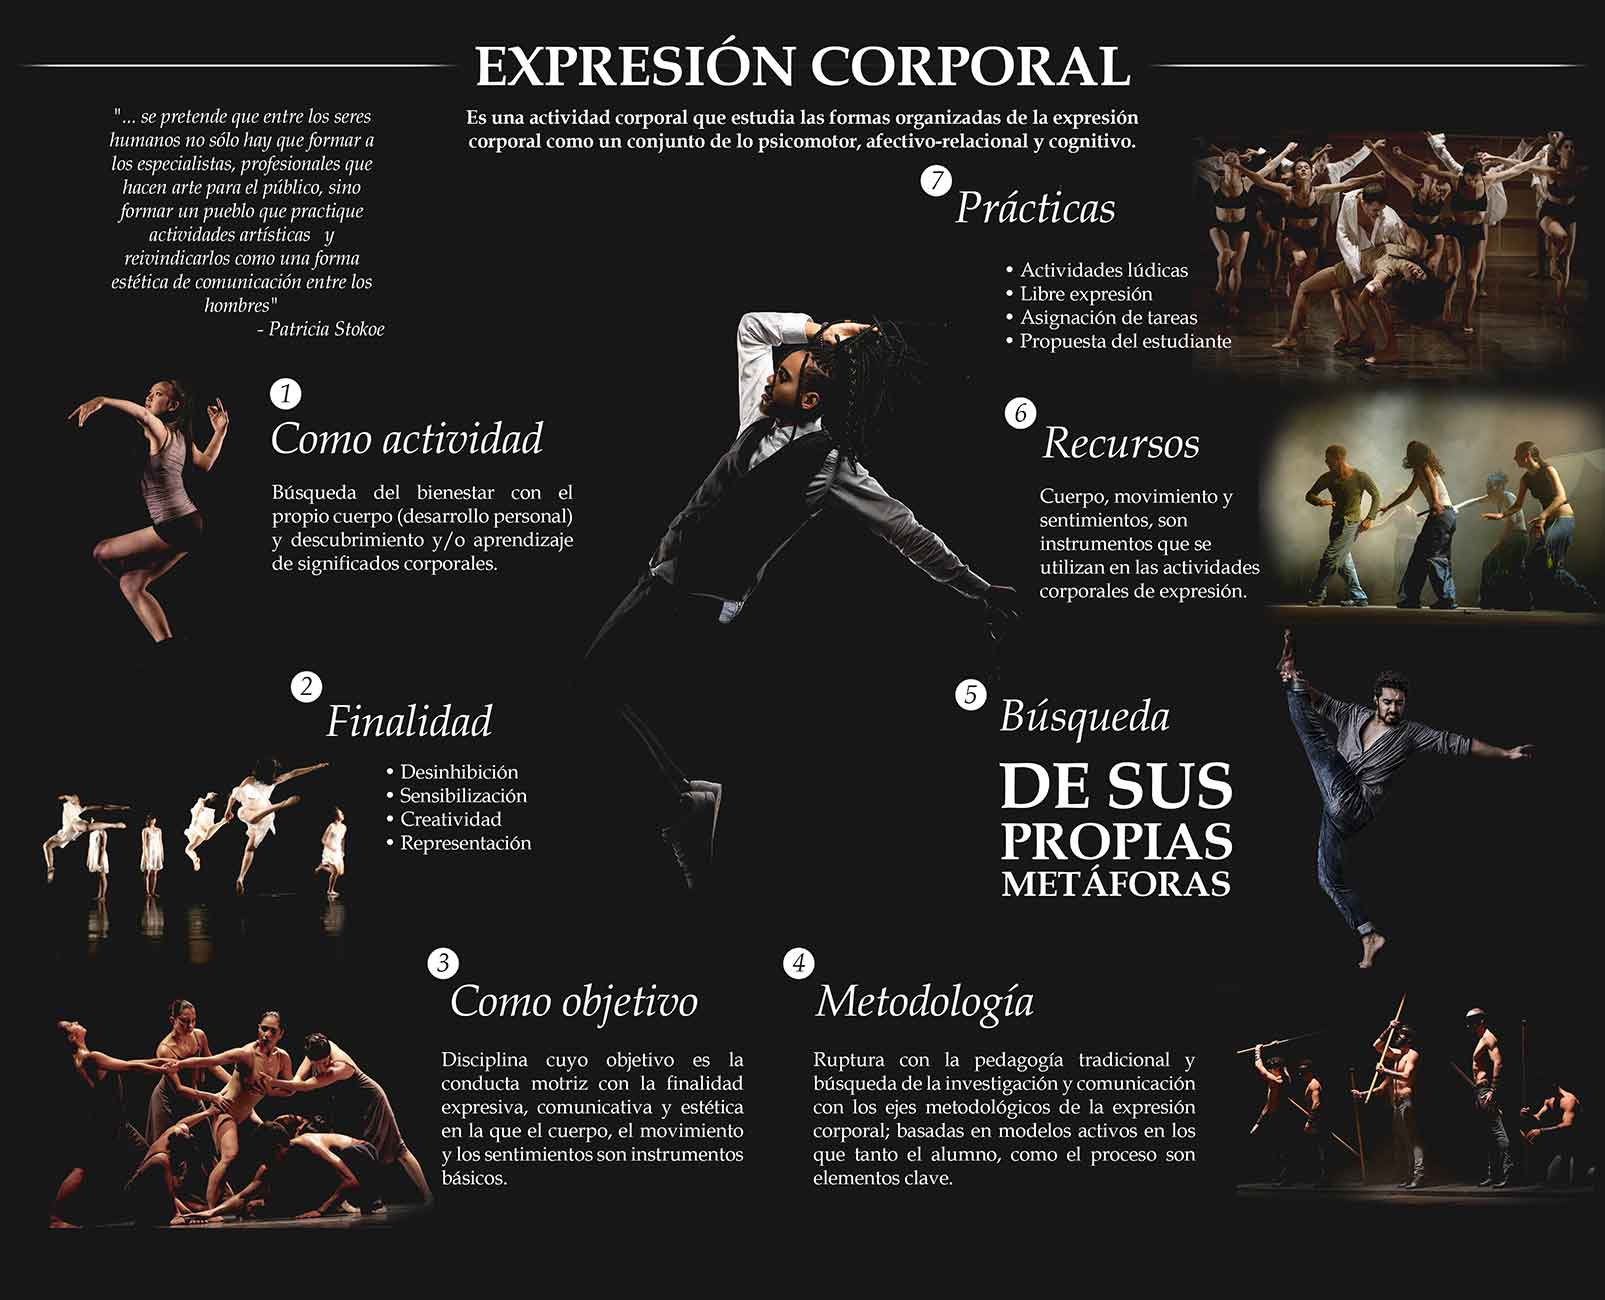 EXPRESIÓN CORPORAL
Es una actividad corporal que estudia las formas organizadas de la expresión
corporal como un conjunto de lo psicomotor, afectivo-relacional y cognitivo.
"... se pretende que entre los seres
humanos no sólo hay que formar a
los especialistas, profesionales que
hacen arte para el público, sino
formar un pueblo que practique
actividades artísticas y
reivindicarlos como una forma
estética de comunicación entre los
hombres"
- Patricia Stokoe
1
Como actividad
Búsqueda del bienestar con el
propio cuerpo (desarrollo personal)
y descubrimiento y/o aprendizaje
de significados corporales.
2
Finalidad
• Desinhibición
• Sensibilización
• Creatividad
• Representación
3
Como objetivo
Disciplina cuyo objetivo es la
conducta motriz con la finalidad
expresiva, comunicativa y estética
en la que el cuerpo, el movimiento
y los sentimientos son instrumentos
básicos.
4
Metodología
Ruptura con la pedagogía tradicional y
búsqueda de la investigación y comunicación
con los ejes metodológicos de la expresión
corporal; basadas en modelos activos en los
que tanto el alumno, como el proceso son
elementos clave.
5
Búsqueda
DE SUS
PROPIAS
METÁFORAS
6
Recursos
Cuerpo, movimiento y
sentimientos, son
instrumentos que se
utilizan en las actividades
corporales de expresión.
7
Prácticas
• Actividades lúdicas
• Libre expresión
• Asignación de tareas
• Propuesta del estudiante